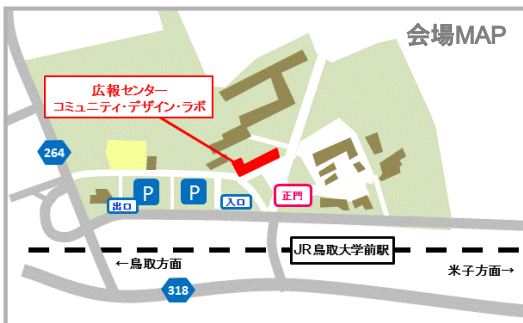 会場MAP
広報センター
コミュニティ・デザイン・ラボ
264
P
P
出口
入口
正門
JR鳥取大学前駅
←鳥取方面
米子方面→
318